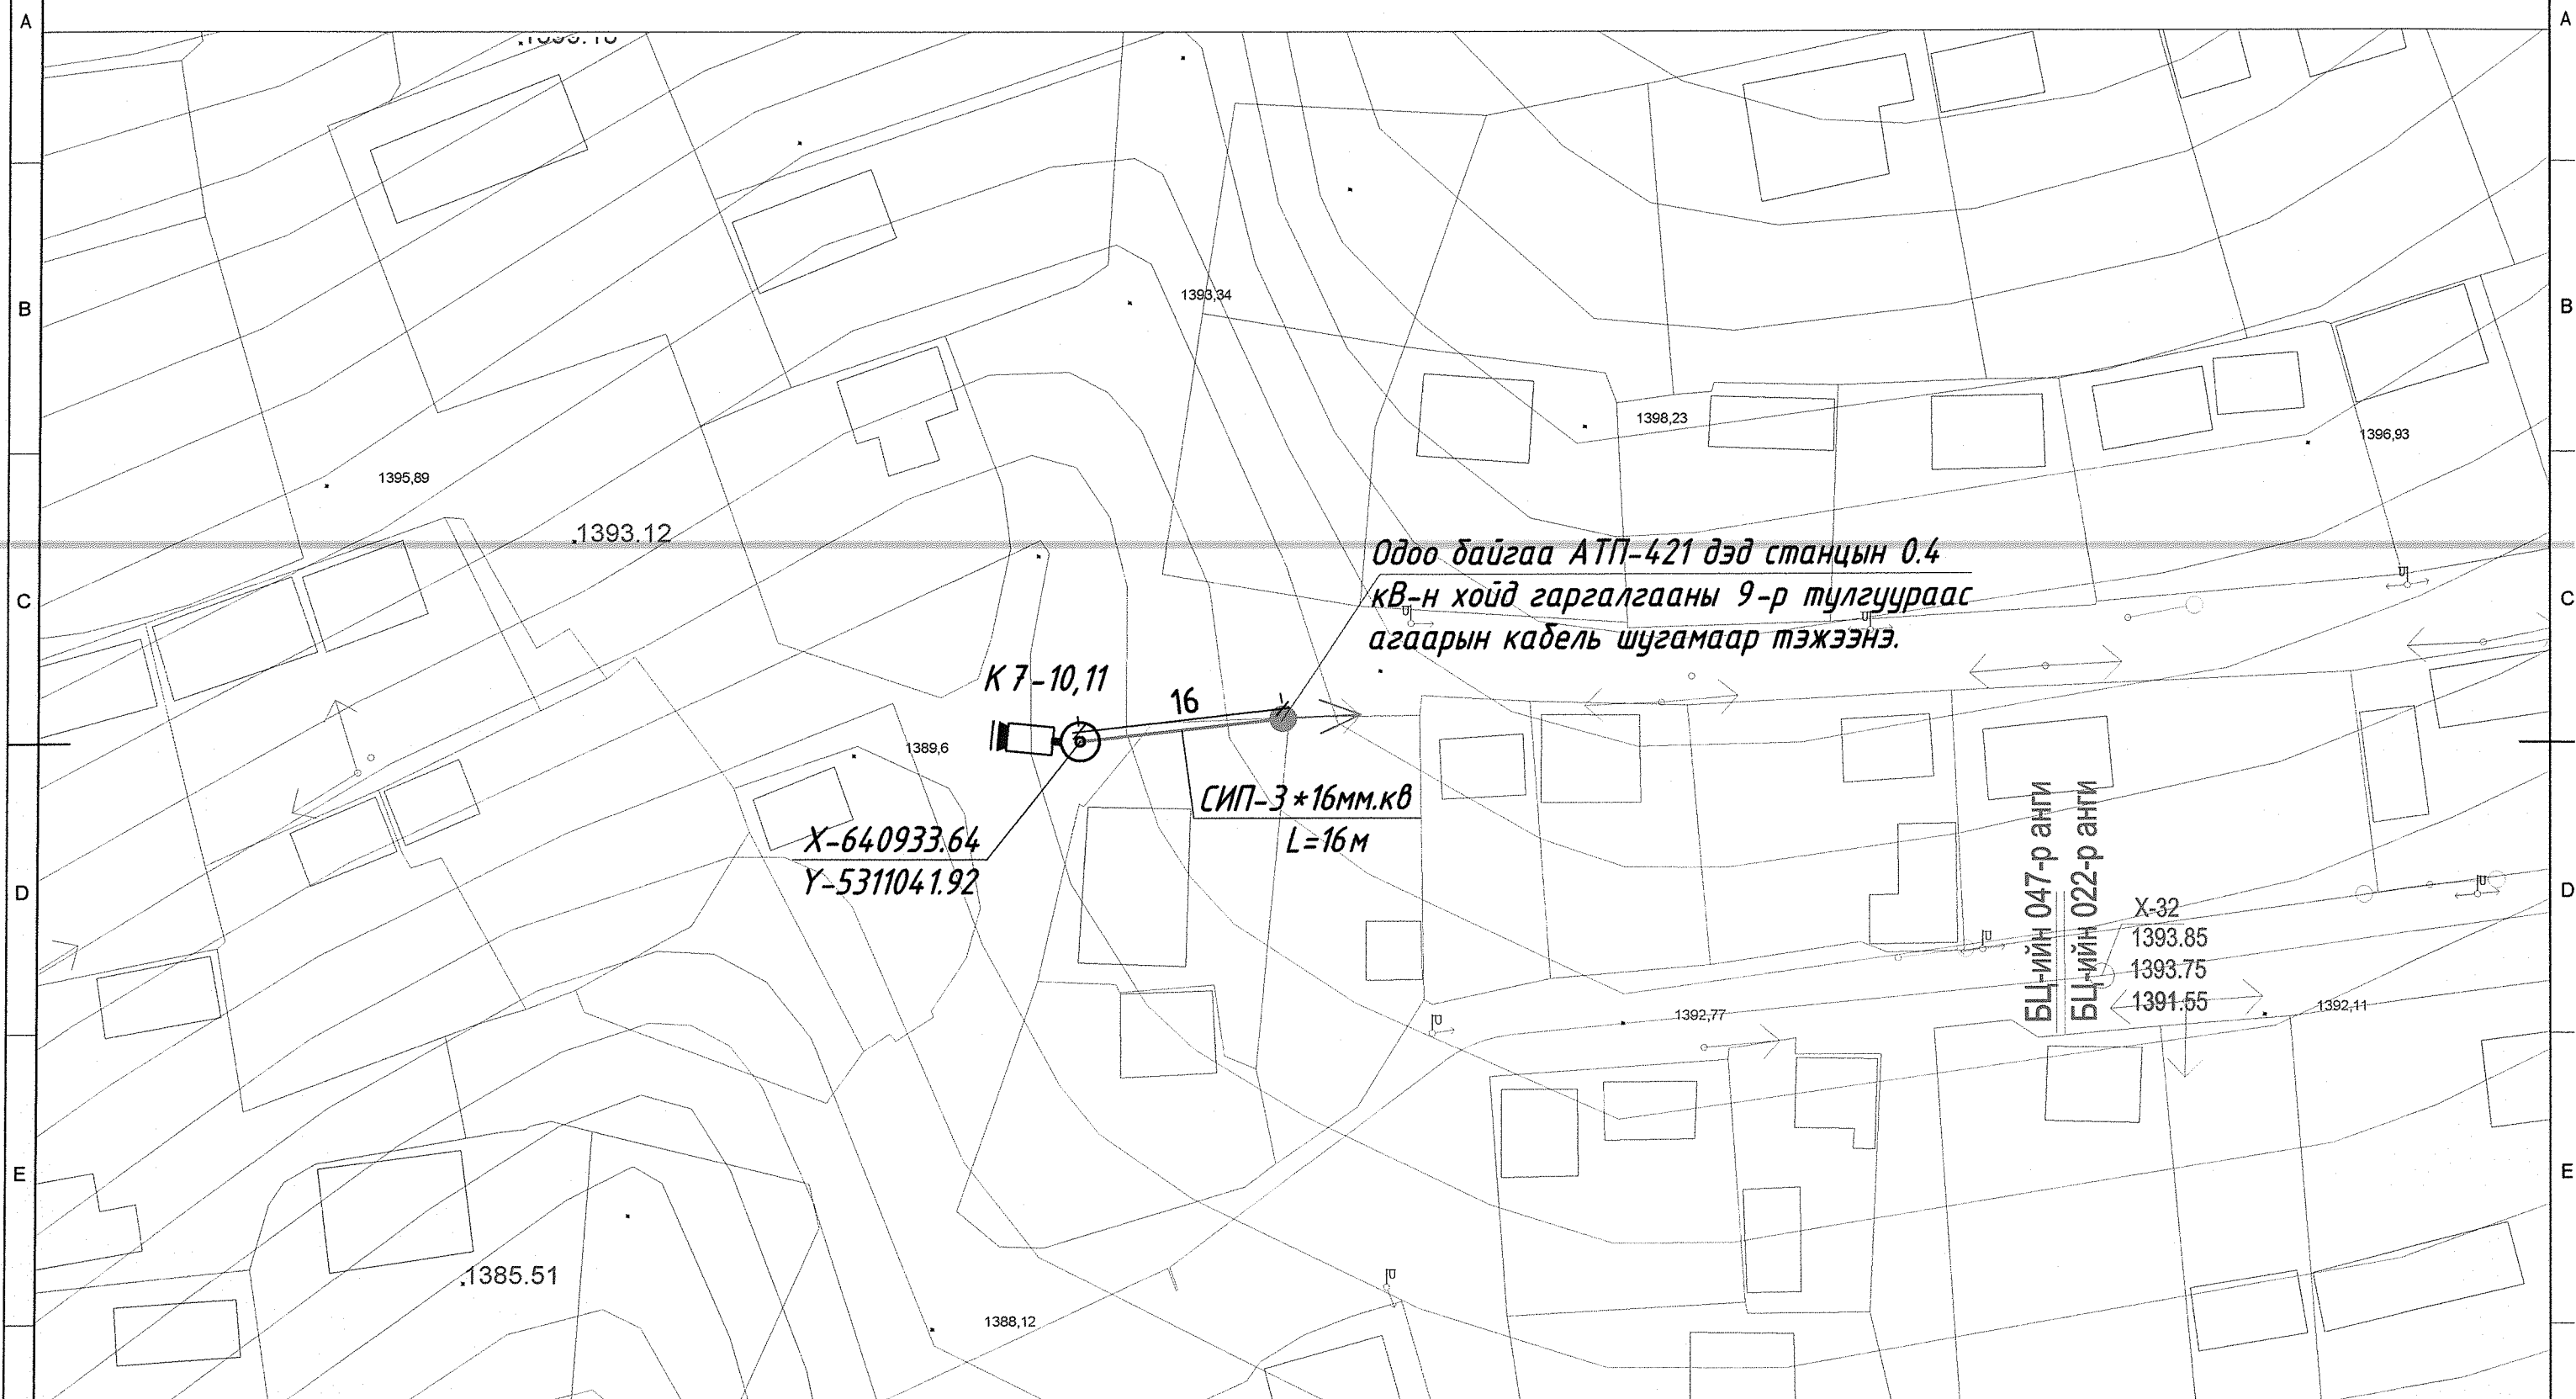 A
A
B
B
1393,34
1398,23
1396,93
1395,89
.1393.12
Одоо байгаа АТП-421 дэд станцын 0.4
кВ-н хойд гаргалгааны 9-р тулгуураас
агаарын кабель шугамаар тэжээнэ.
C
C
К 7-10,11
16
1389,6
СИП-3*16мм.кв
L=16м
X-640933.64
Y-5311041.92
D
D
БЦ-ийн 047-р анги
БЦ-ийн 022-р анги
X-32
1393.85
1393.75
1391.55
1392,77
1392,11
E
E
.1385.51
1388,12